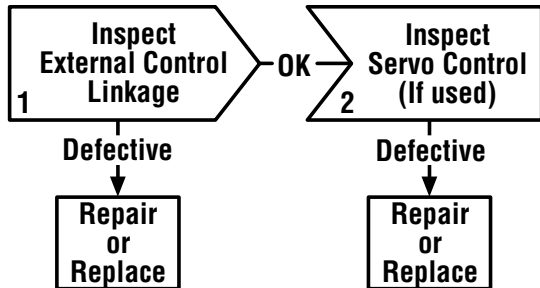 Inspect
External Control
Linkage
1
OK
Inspect
Servo Control
(If used)
2
Defective
Defective
Repair
or
Replace
Repair
or
Replace